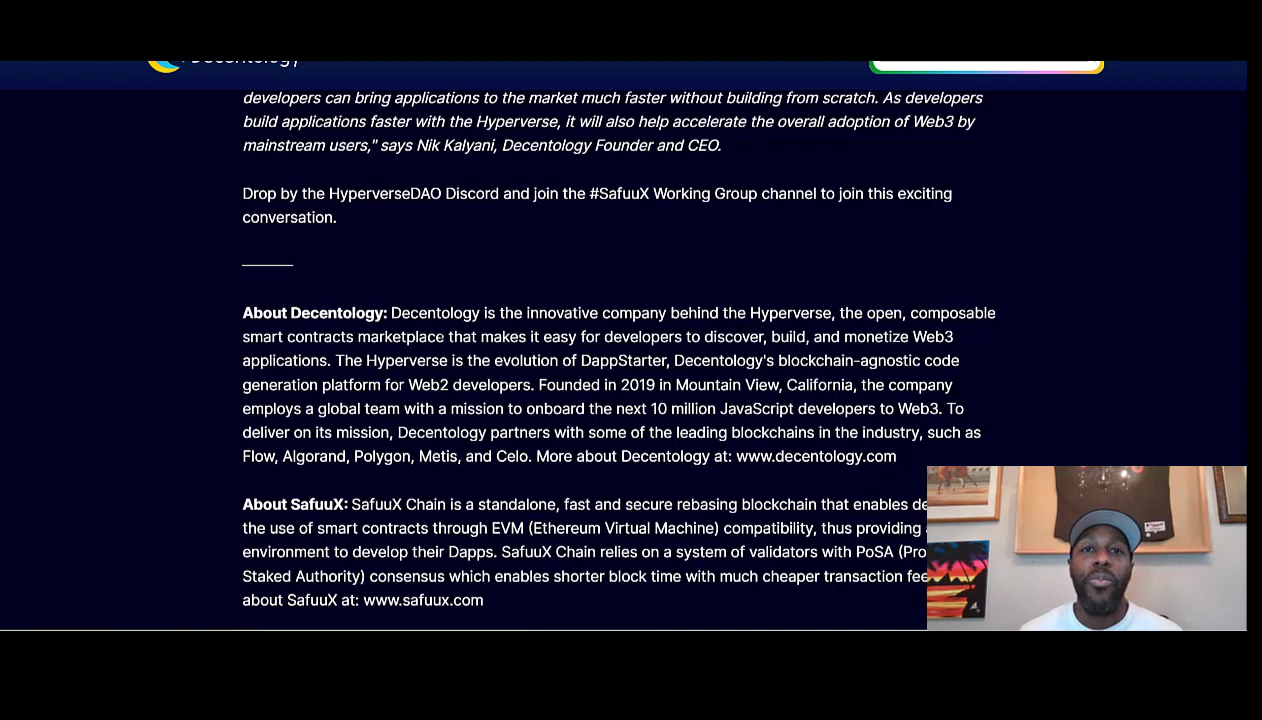 Decentology
developers can bring applications to the market much faster without building from scratch. As developers
build applications faster with the Hyperverse, it will also help accelerate the overall adoption of Web3 by
mainstream users," says Nik Kalyani, Decentology Founder and CEO.
Drop by the HyperverseDAO Discord and join the #SafuuX Working Group channel to join this exciting
conversation.
About Decentology: Decentology is the innovative company behind the Hyperverse, the open, composable
smart contracts marketplace that makes it easy for developers to discover, build, and monetize Web3
applications. The Hyperverse is the evolution of DappStarter, Decentology's blockchain-agnostic code
generation platform for Web2 developers. Founded in 2019 in Mountain View, California, the company
employs a global team with a mission to onboard the next 10 million JavaScript developers to Web3. To
deliver on its mission, Decentology partners with some of the leading blockchains in the industry, such as
Flow, Algorand, Polygon, Metis, and Celo. More about Decentology at: www.decentology.com
About SafuuX: SafuuX Chain is a standalone, fast and secure rebasing blockchain that enables
the use of smart contracts through EVM (Ethereum Virtual Machine) compatibility, thus providing
environment to develop their Dapps. SafuuX Chain relies on a system of validators with PoSA
Staked Authority) consensus which enables shorter block time with much cheaper transaction
about SafuuX at: www.safuux.com